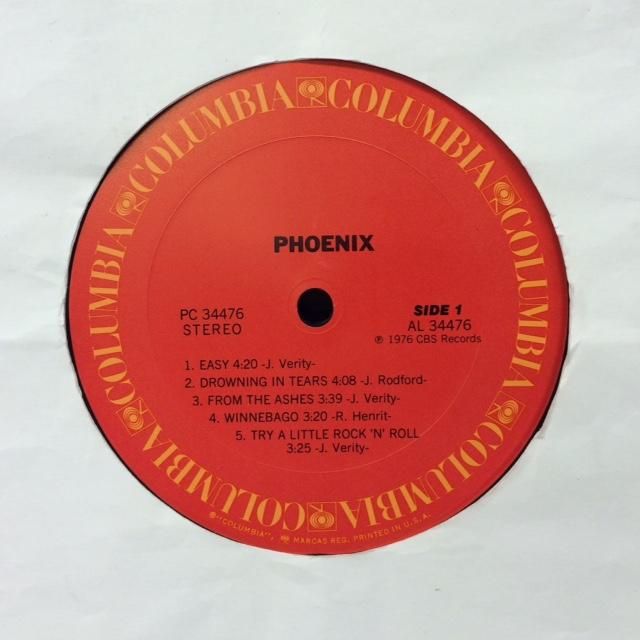 COLUMBIA COLUMBIA COLUMBIA COLUMBIA COLUMBIA COLUMBIA COLUMBIA COLUMBIA
PHOENIX
PC 34476
STEREO
SIDE 1
AL 34476
℗ 1976 CBS Records
1. EASY 4:20 -J. Verity-
2. DROWNING IN TEARS 4:08 -J. Rodford-
3. FROM THE ASHES 3:39 -J. Verity-
4. WINNEBAGO 3:20 -R. Henrit-
5. TRY A LITTLE ROCK 'N' ROLL
3:25 -J. Verity-
®-"COLUMBIA", MARCAS REG. PRINTED IN U.S.A.